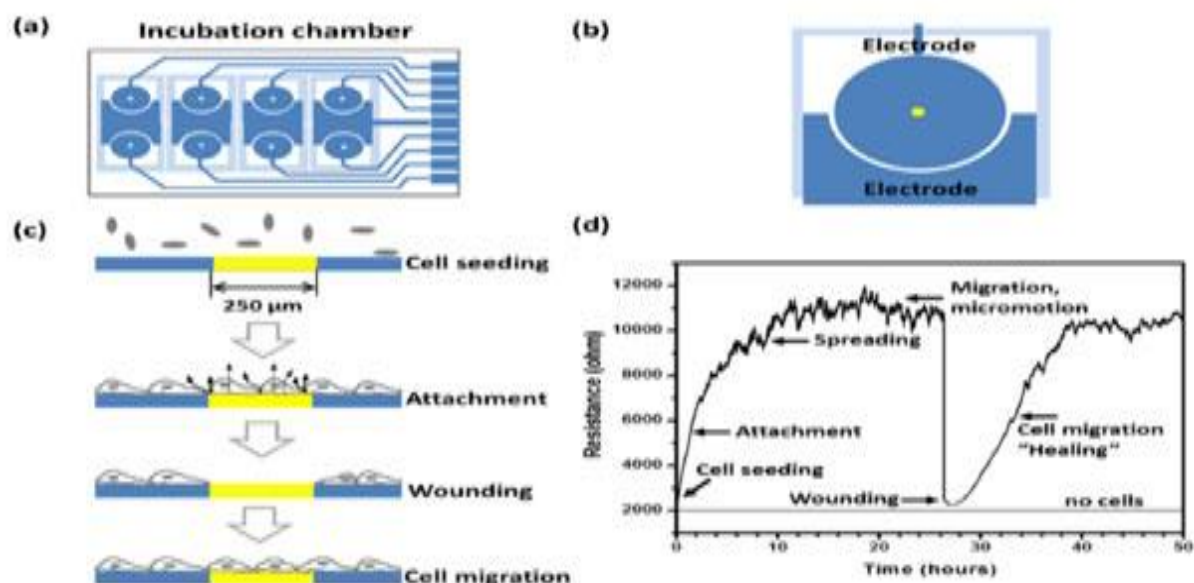 (a)
Incubation chamber
(b)
Electrode
Electrode
(c)
Cell seeding
250 µm
Attachment
Wounding
Cell migration
(d)
12000
10000
8000
6000
4000
2000
Resistance (ohm)
Migration,
micromotion
Spreading
Attachment
Cell migration
"Healing"
Cell seeding
Wounding
no cells
0 10 20 30 40 50
Time (hours)